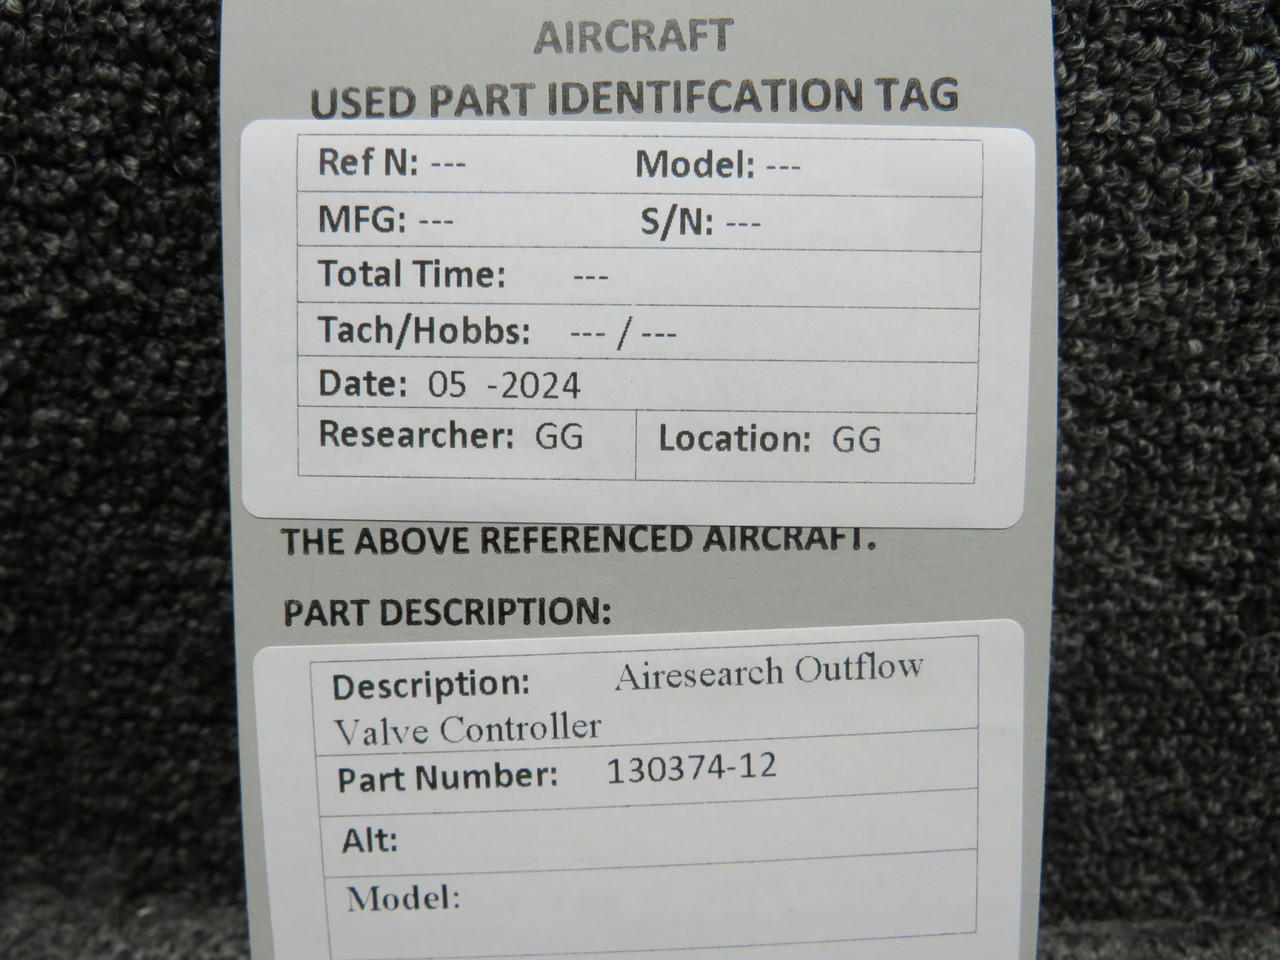 AIRCRAFT
USED PART IDENTIFCATION TAG
Ref N: --- Model: ---
MFG: --- S/N: ---
Total Time: ---
Tach/Hobbs: --- / ---
Date: 05 -2024
Researcher: GG Location: GG
THE ABOVE REFERENCED AIRCRAFT.
PART DESCRIPTION:
Description: Airesearch Outflow
Valve Controller
Part Number: 130374-12
Alt:
Model: